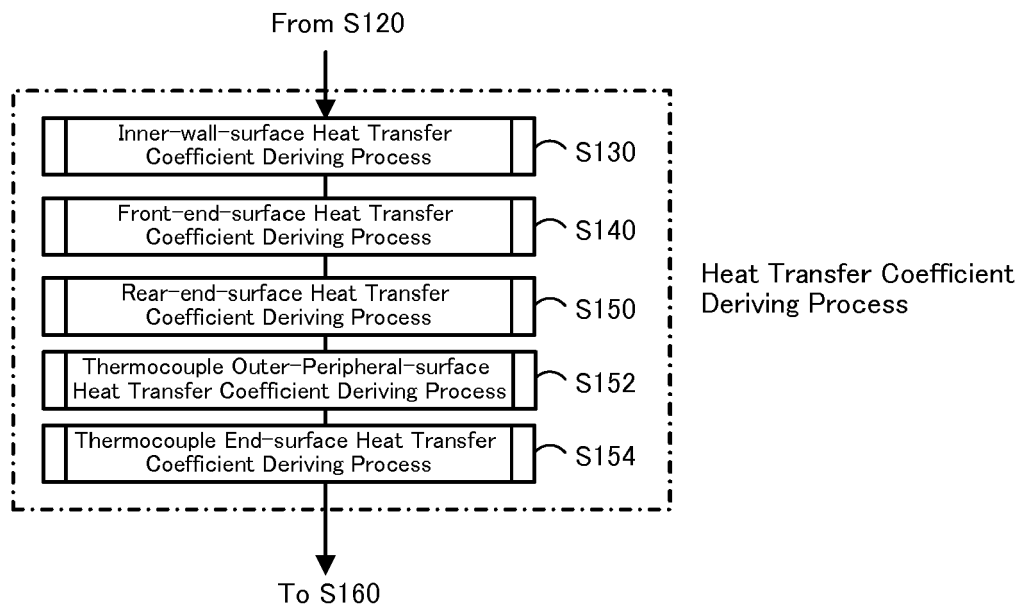 From S120
Inner-wall-surface Heat Transfer
Coefficient Deriving Process
S130
Front-end-surface Heat Transfer
Coefficient Deriving Process
S140
Rear-end-surface Heat Transfer
Coefficient Deriving Process
S150
Thermocouple Outer-Peripheral-surface
Heat Transfer Coefficient Deriving Process
S152
Thermocouple End-surface Heat Transfer
Coefficient Deriving Process
S154
Heat Transfer Coefficient
Deriving Process
To S160